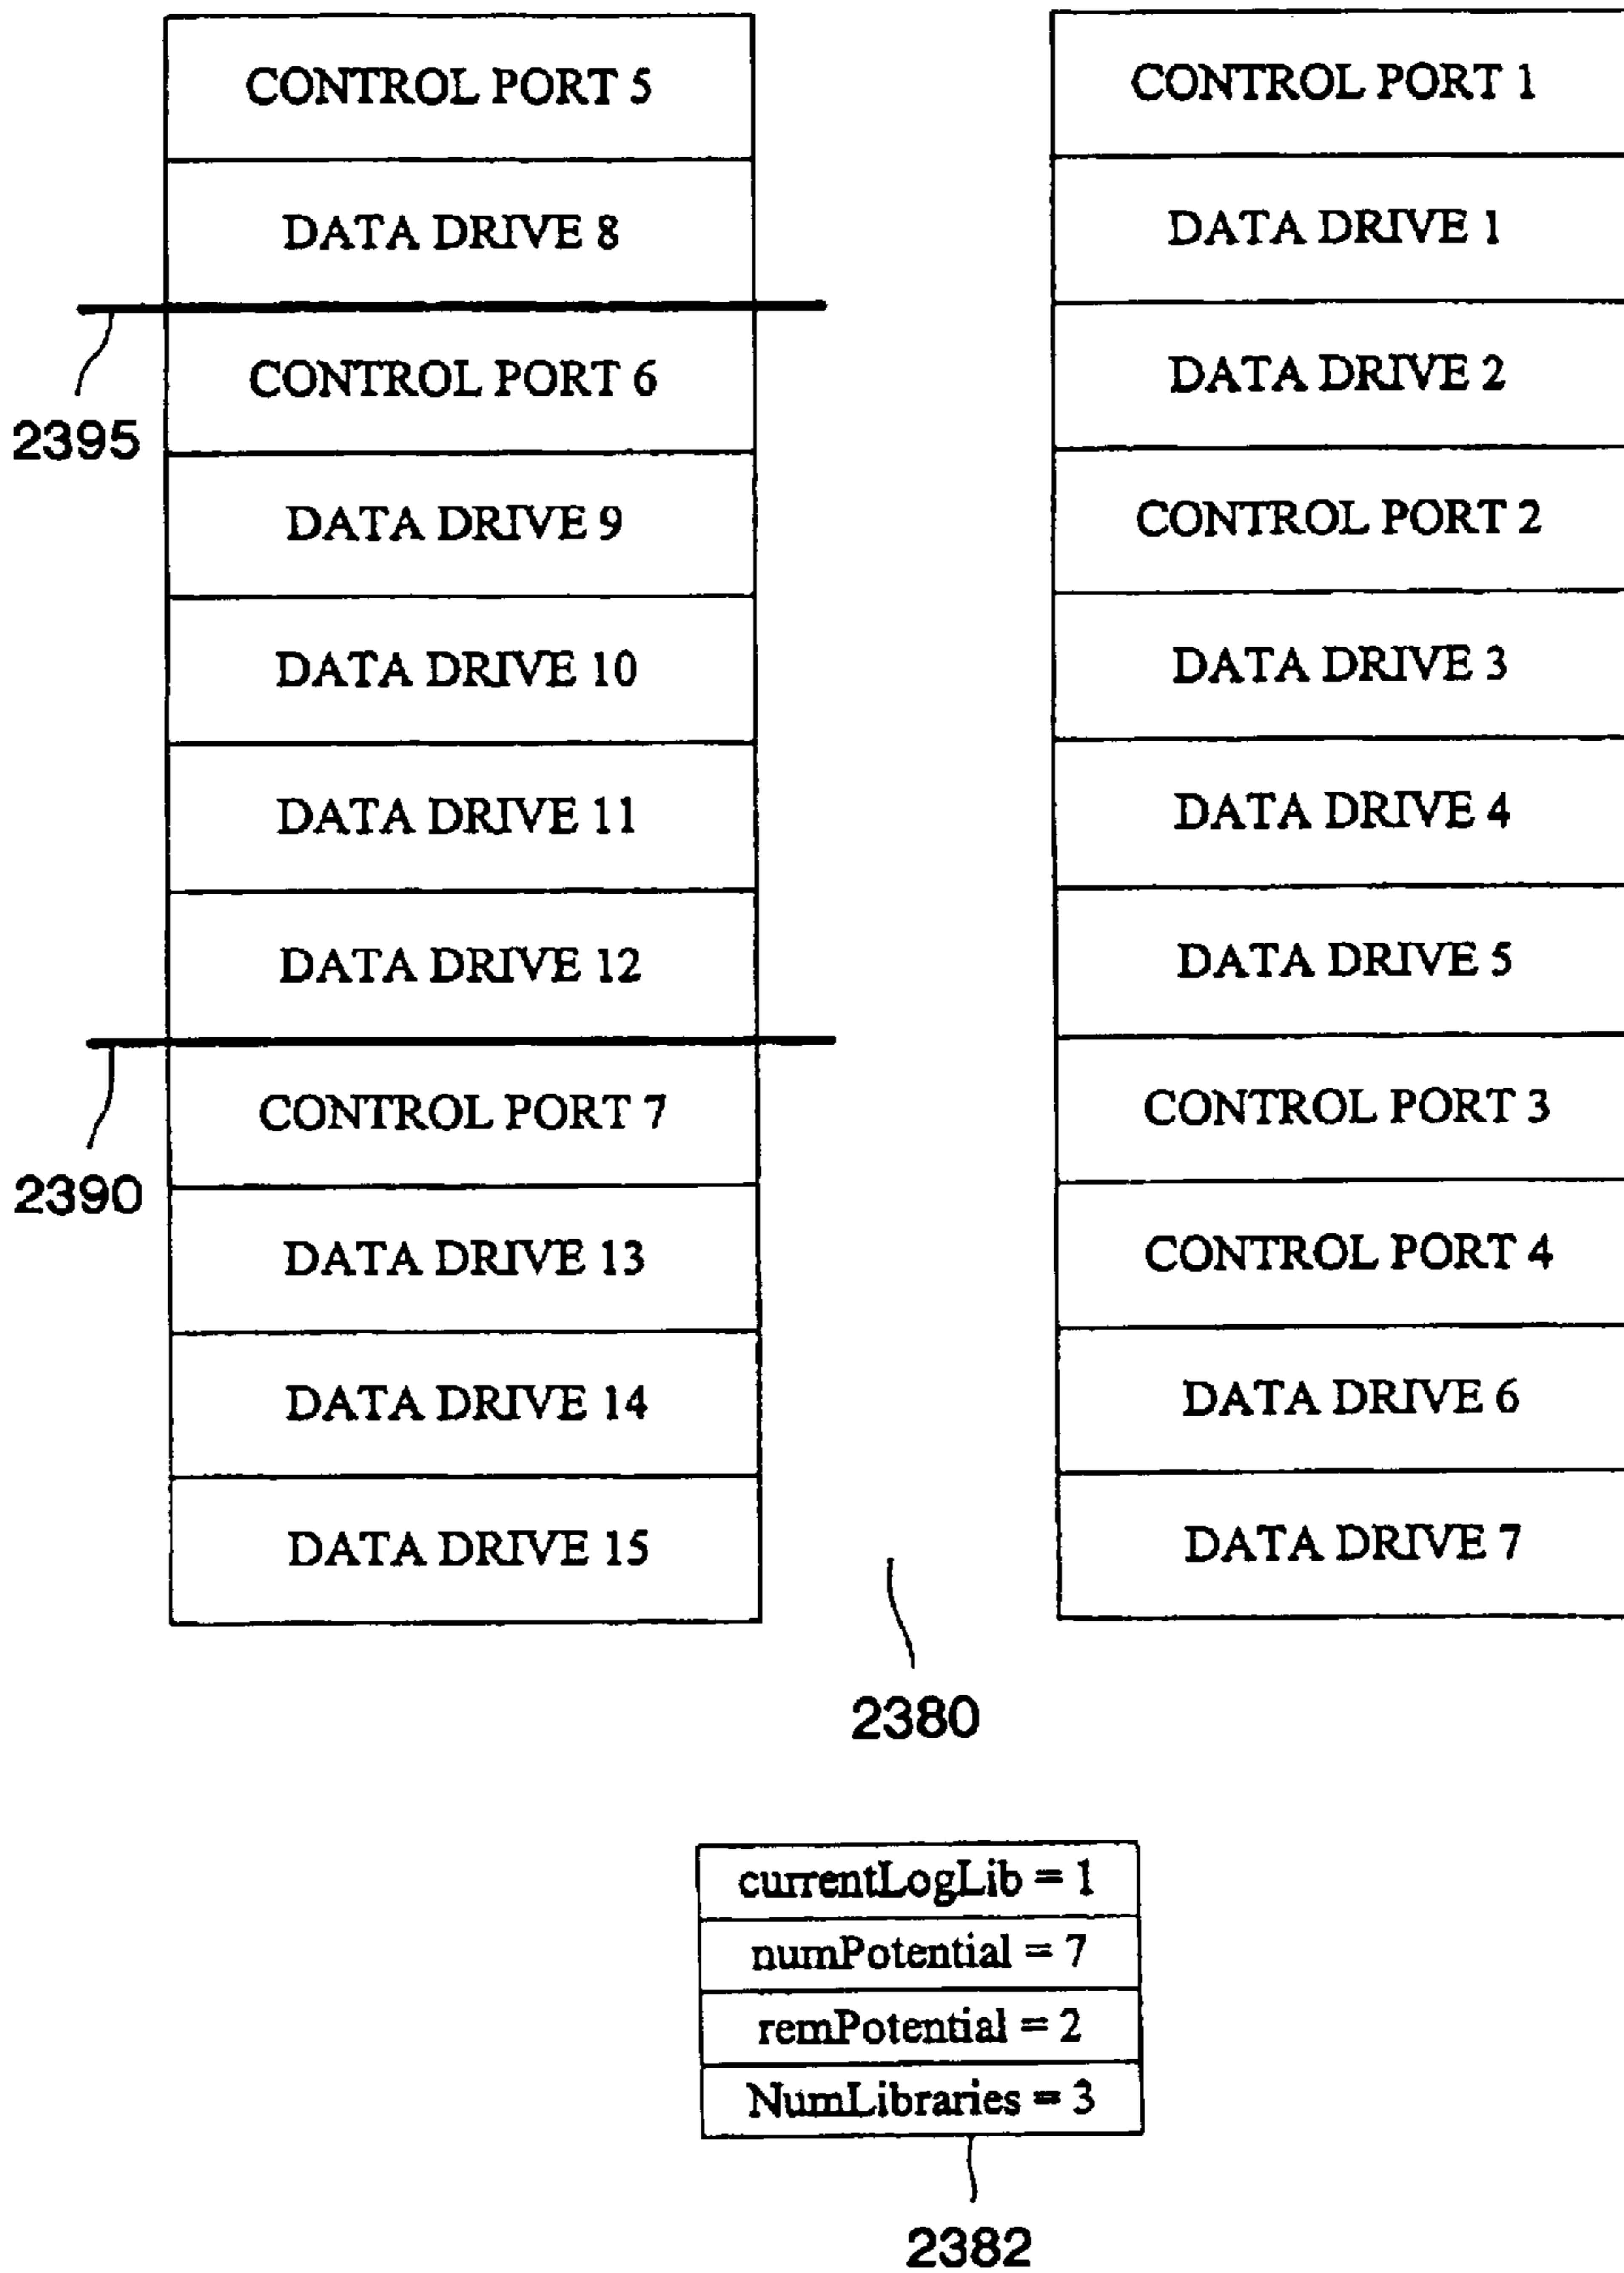 CONTROL PORT 5
DATA DRIVE 8
CONTROL PORT 6
DATA DRIVE 9
DATA DRIVE 10
DATA DRIVE 11
DATA DRIVE 12
CONTROL PORT 7
DATA DRIVE 13
DATA DRIVE 14
DATA DRIVE 15
2395
2390
CONTROL PORT 1
DATA DRIVE 1
DATA DRIVE 2
CONTROL PORT 2
DATA DRIVE 3
DATA DRIVE 4
DATA DRIVE 5
CONTROL PORT 3
CONTROL PORT 4
DATA DRIVE 6
DATA DRIVE 7
2380
currentLogLib = 1
numPotential = 7
remPotential = 2
NumLibraries = 3
2382